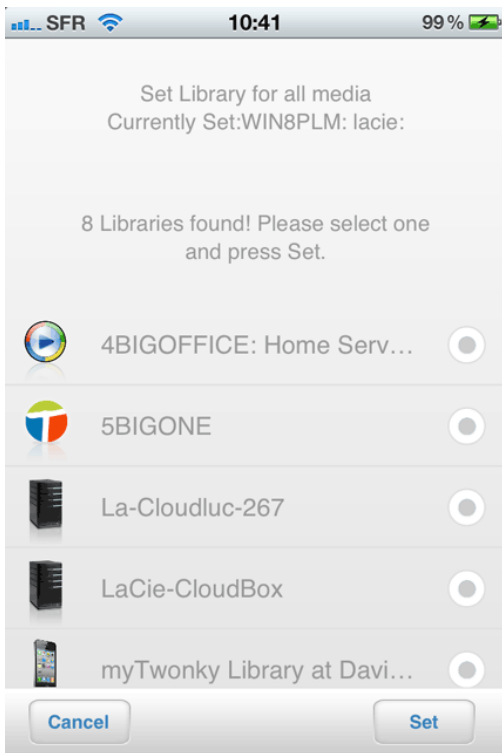 SFR 10:41 99 %
Set Library for all media
Currently Set:WIN8PLM: lacie:
8 Libraries found! Please select one
and press Set.
4BIGOFFICE: Home Serv...
5BIGONE
La-Cloudluc-267
LaCie-CloudBox
myTwonky Library at Davi...
Cancel Set